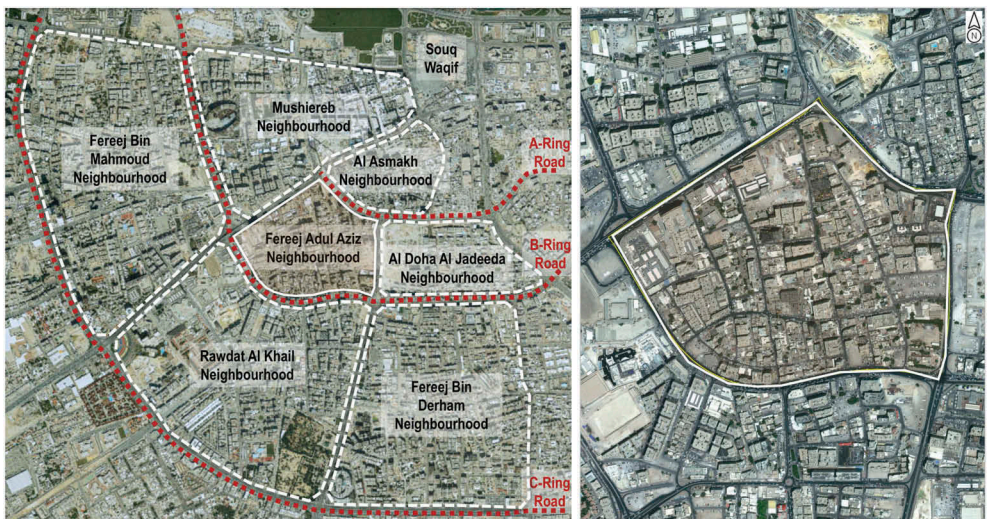 Souq
Waqif
Mushiereb
Neighbourhood
Fereej Bin
Mahmoud
Neighbourhood
Al Asmakh
Neighbourhood
A-Ring
Road
Fereej Adul Aziz
Neighbourhood
Al Doha Al Jadeeda
Neighbourhood
B-Ring
Road
Rawdat Al Khail
Neighbourhood
Fereej Bin
Derham
Neighbourhood
C-Ring
Road
N